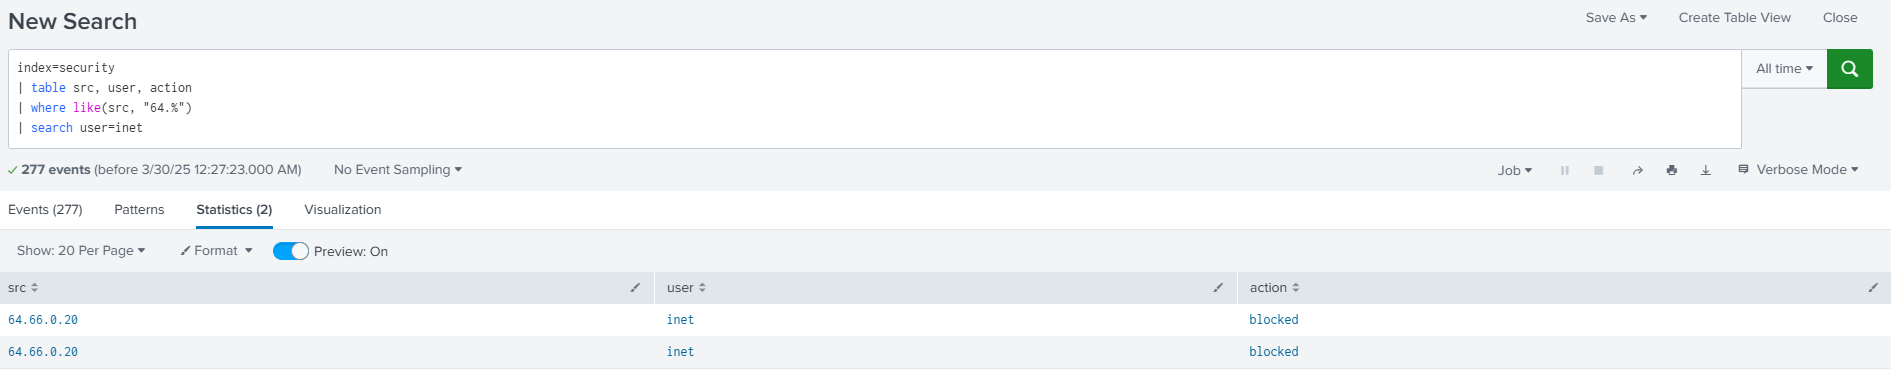 New Search
Save As
Create Table View
Close
index=security
| table src, user, action
| where like(src, "64.%")
| search user=inet
All time
277 events (before 3/30/25 12:27:23.000 AM)
No Event Sampling
Job
Verbose Mode
Events (277)
Patterns
Statistics (2)
Visualization
Show: 20 Per Page
Format
Preview: On
src user action
64.66.0.20 inet blocked
64.66.0.20 inet blocked